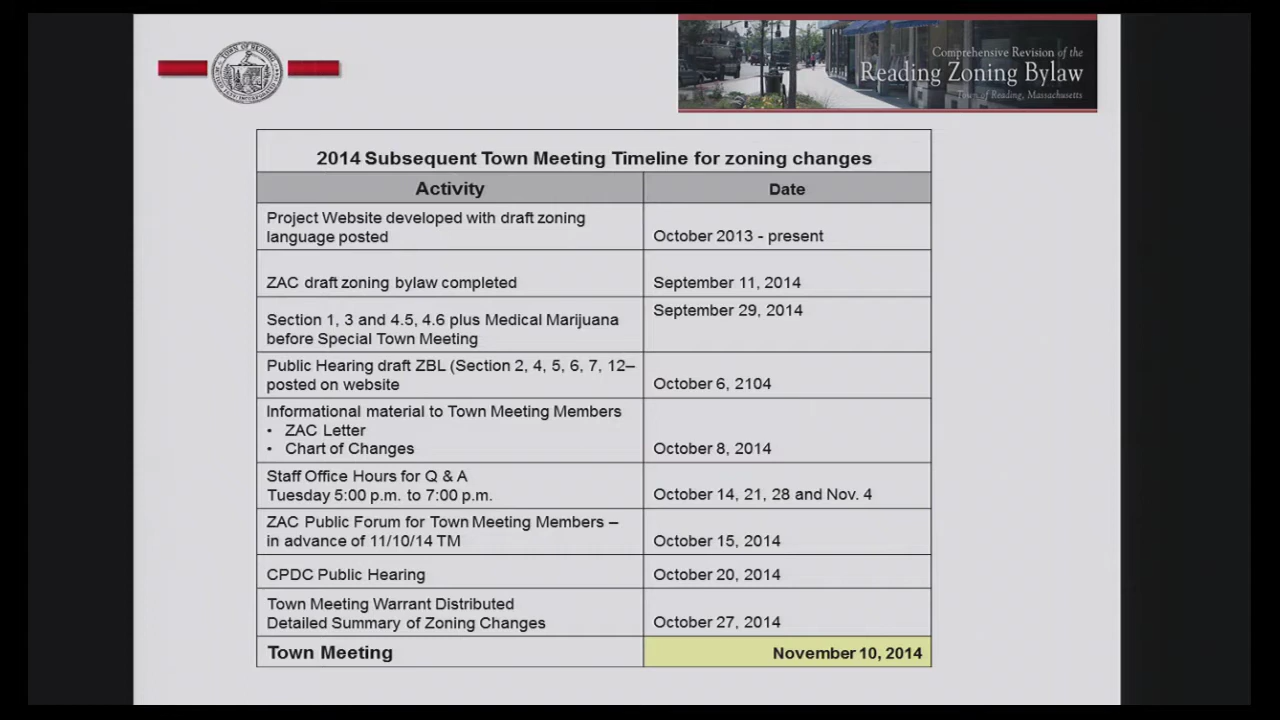 TOWN OF READING
Comprehensive Revision of the
Reading Zoning Bylaw
Town of Reading, Massachusetts
2014 Subsequent Town Meeting Timeline for zoning changes
Activity
Date
Project Website developed with draft zoning
language posted
October 2013 - present
ZAC draft zoning bylaw completed
September 11, 2014
Section 1, 3 and 4.5, 4.6 plus Medical Marijuana
before Special Town Meeting
September 29, 2014
Public Hearing draft ZBL (Section 2, 4, 5, 6, 7, 12–
posted on website
October 6, 2104
Informational material to Town Meeting Members
• ZAC Letter
• Chart of Changes
October 8, 2014
Staff Office Hours for Q & A
Tuesday 5:00 p.m. to 7:00 p.m.
October 14, 21, 28 and Nov. 4
ZAC Public Forum for Town Meeting Members –
in advance of 11/10/14 TM
October 15, 2014
CPDC Public Hearing
October 20, 2014
Town Meeting Warrant Distributed
Detailed Summary of Zoning Changes
October 27, 2014
Town Meeting
November 10, 2014